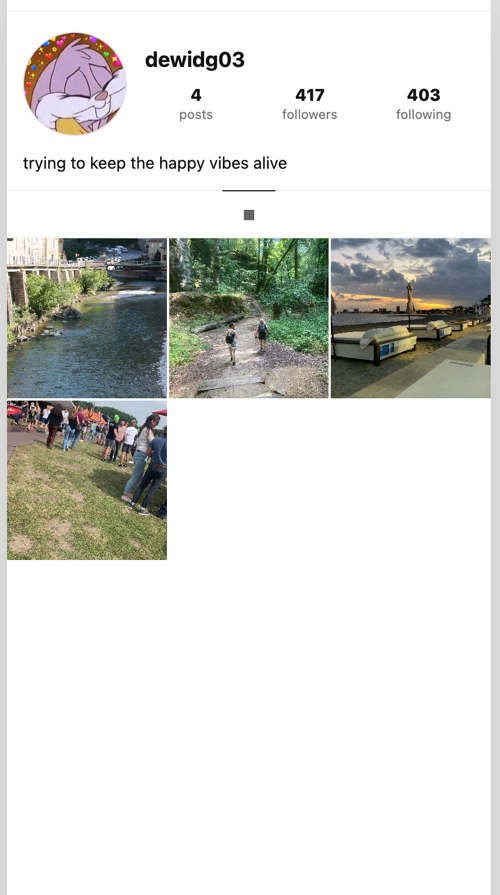 dewidg03
4 417 403
posts followers following
trying to keep the happy vibes alive